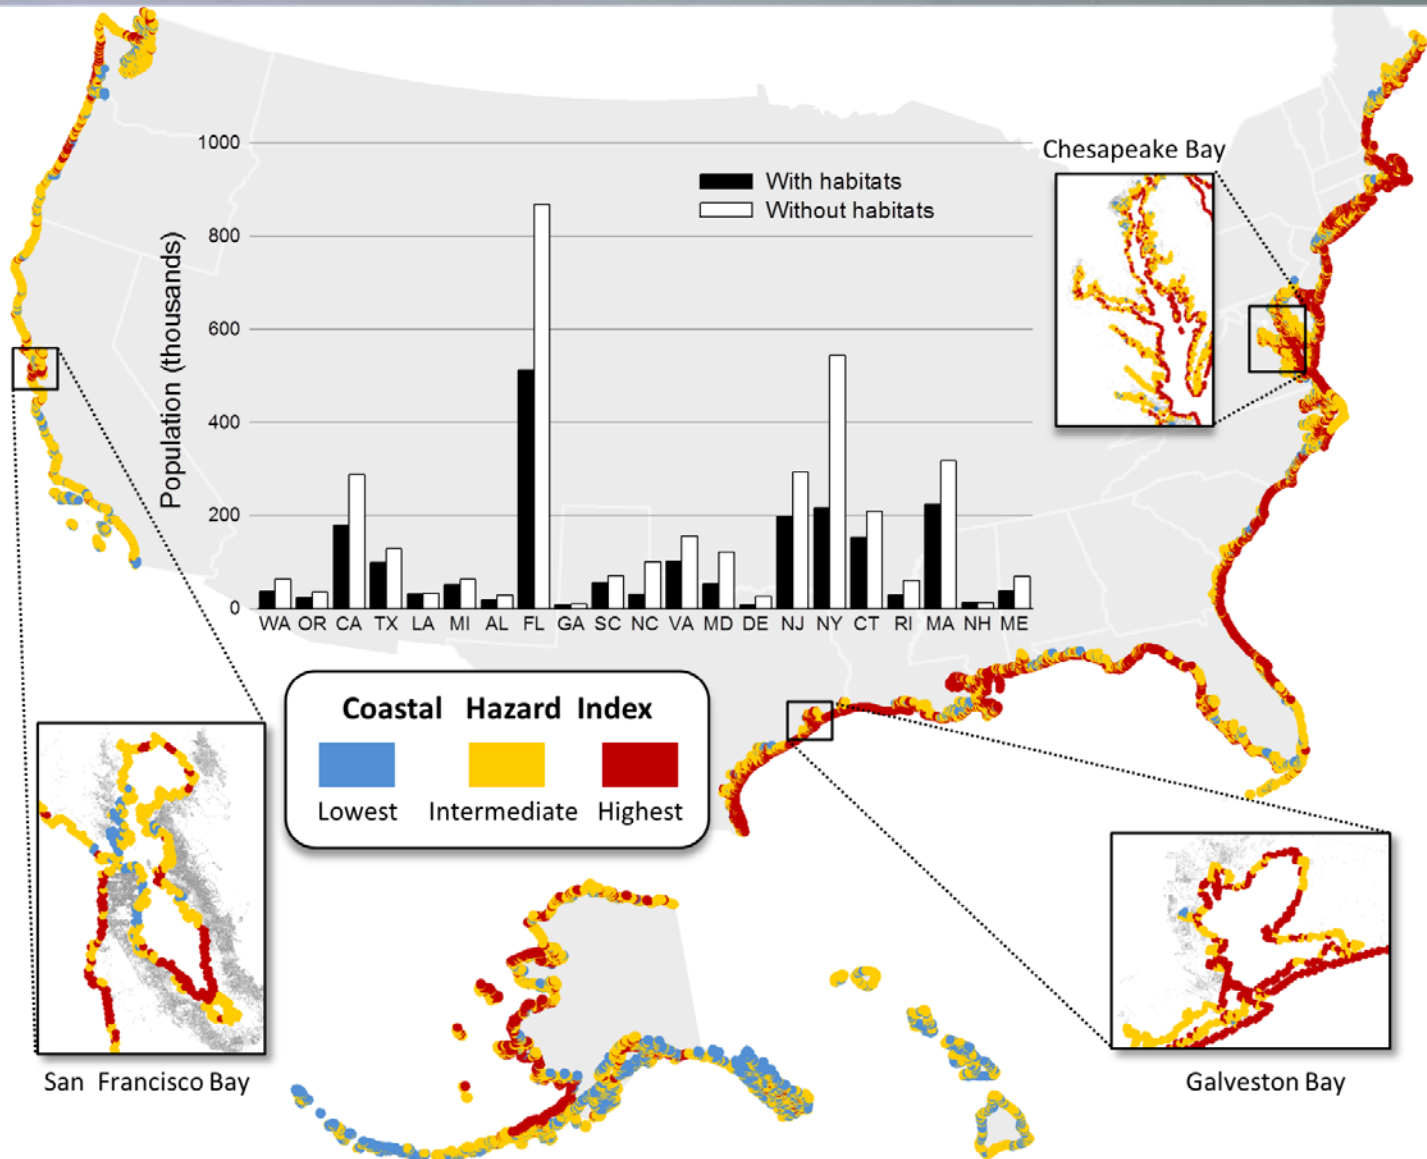 Chesapeake Bay
With habitats
Without habitats
Population (thousands)
1000
800
600
400
200
0
WA OR CA TX LA MI AL FL GA SC NC VA MD DE NJ NY CT RI MA NH ME
Coastal Hazard Index
Lowest Intermediate Highest
San Francisco Bay
Galveston Bay